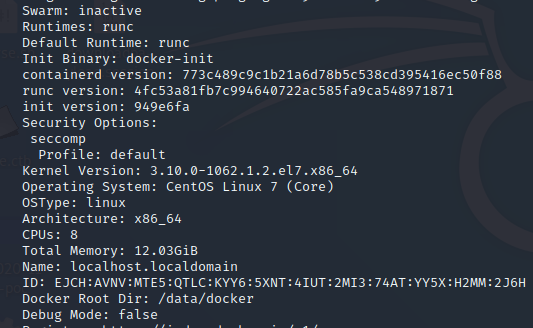 Swarm: inactive
Runtimes: runc
Default Runtime: runc
Init Binary: docker-init
containerd version: 773c489c9c1b21a6d78b5c538cd395416ec50f88
runc version: 4fc53a81fb7c994640722ac585fa9ca548971871
init version: 949e6fa
Security Options:
seccomp
Profile: default
Kernel Version: 3.10.0-1062.1.2.el7.x86_64
Operating System: CentOS Linux 7 (Core)
OSType: linux
Architecture: x86_64
CPUs: 8
Total Memory: 12.03GiB
Name: localhost.localdomain
ID: EJCH:AVNV:MTE5:QTLC:KYY6:5XNT:4IUT:2MI3:74AT:YY5X:H2MM:2J6H
Docker Root Dir: /data/docker
Debug Mode: false